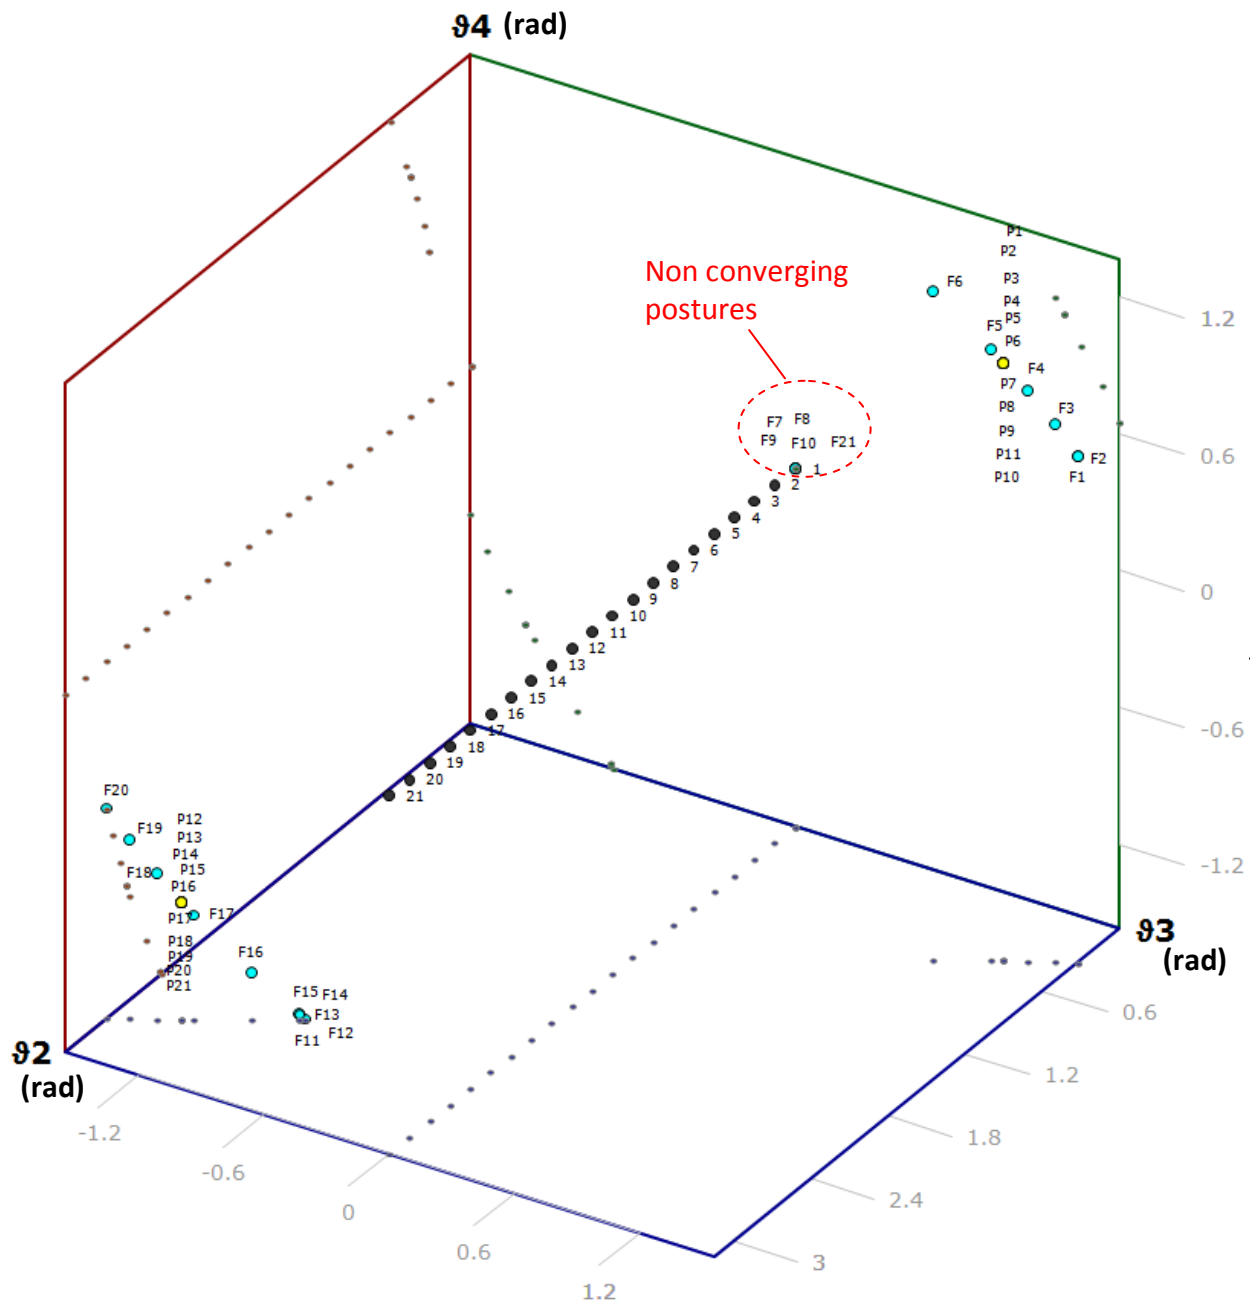 ϑ4 (rad)
P1
P2
Non converging
postures
P3
F6
P4
P5
1.2
F5
P6
F4
P7
P8
F3
F7 F8
P9
F9 F10 F21
P11
F2
0.6
1
P10
F1
2
3
4
5
6
7
8
0
9
10
11
12
13
14
15
16
17
-0.6
18
19
20
21
F20
P12
F19
P13
P14
F18
P15
-1.2
P16
P17
F17
ϑ3
(rad)
P18
F16
P19
P20
P21
F15 F14
F13
0.6
F11
F12
ϑ2
(rad)
1.2
-1.2
1.8
-0.6
2.4
0
0.6
3
1.2